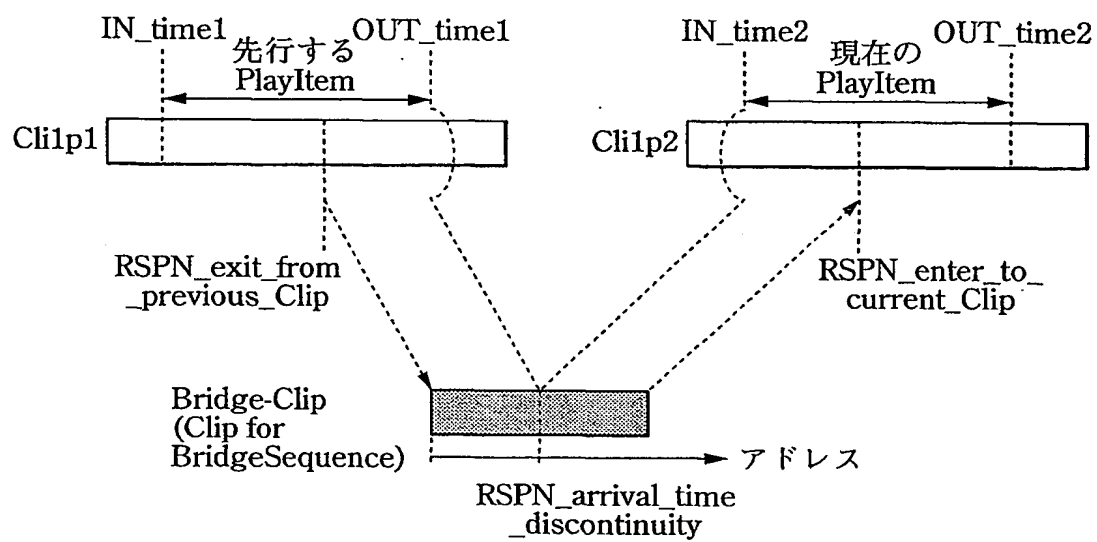 IN_time1
先行する
PlayItem
OUT_time1
IN_time2
現在の
PlayItem
OUT_time2
Cli1p1
Cli1p2
RSPN_exit_from
_previous_Clip
RSPN_enter_to_
current_Clip
Bridge-Clip
(Clip for
BridgeSequence)
アドレス
RSPN_arrival_time
_discontinuity